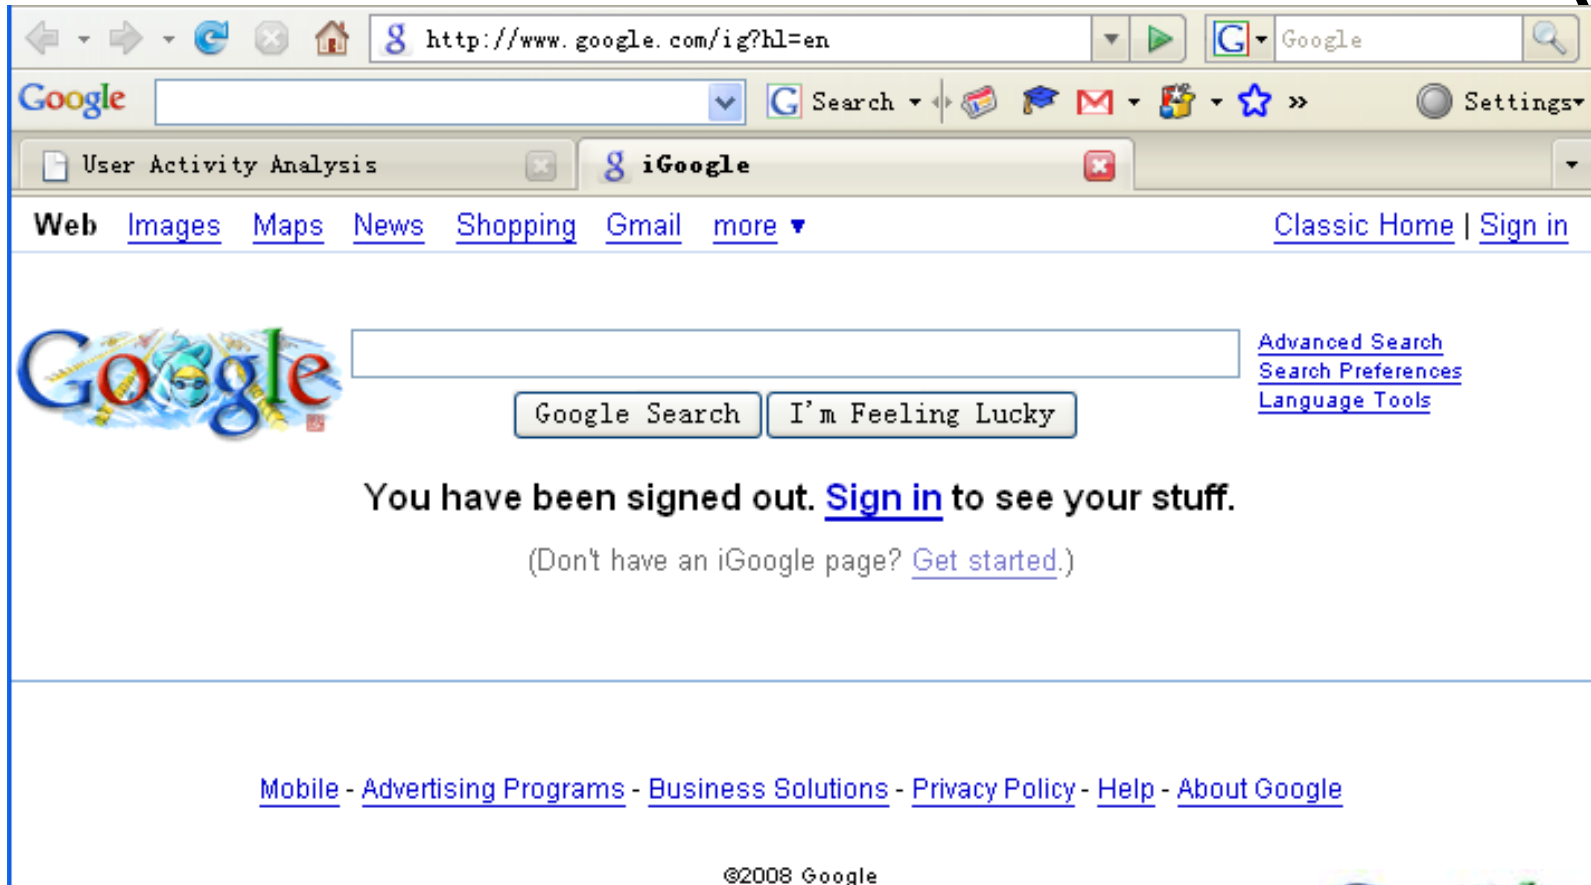 http://www.google.com/ig?hl=en Google
Google Search » Settings
User Activity Analysis iGoogle
Web Images Maps News Shopping Gmail more ▼ Classic Home | Sign in
Google
Advanced Search
Search Preferences
Language Tools
Google Search I'm Feeling Lucky
You have been signed out. Sign in to see your stuff.
(Don't have an iGoogle page? Get started.)
Mobile - Advertising Programs - Business Solutions - Privacy Policy - Help - About Google
©2008 Google